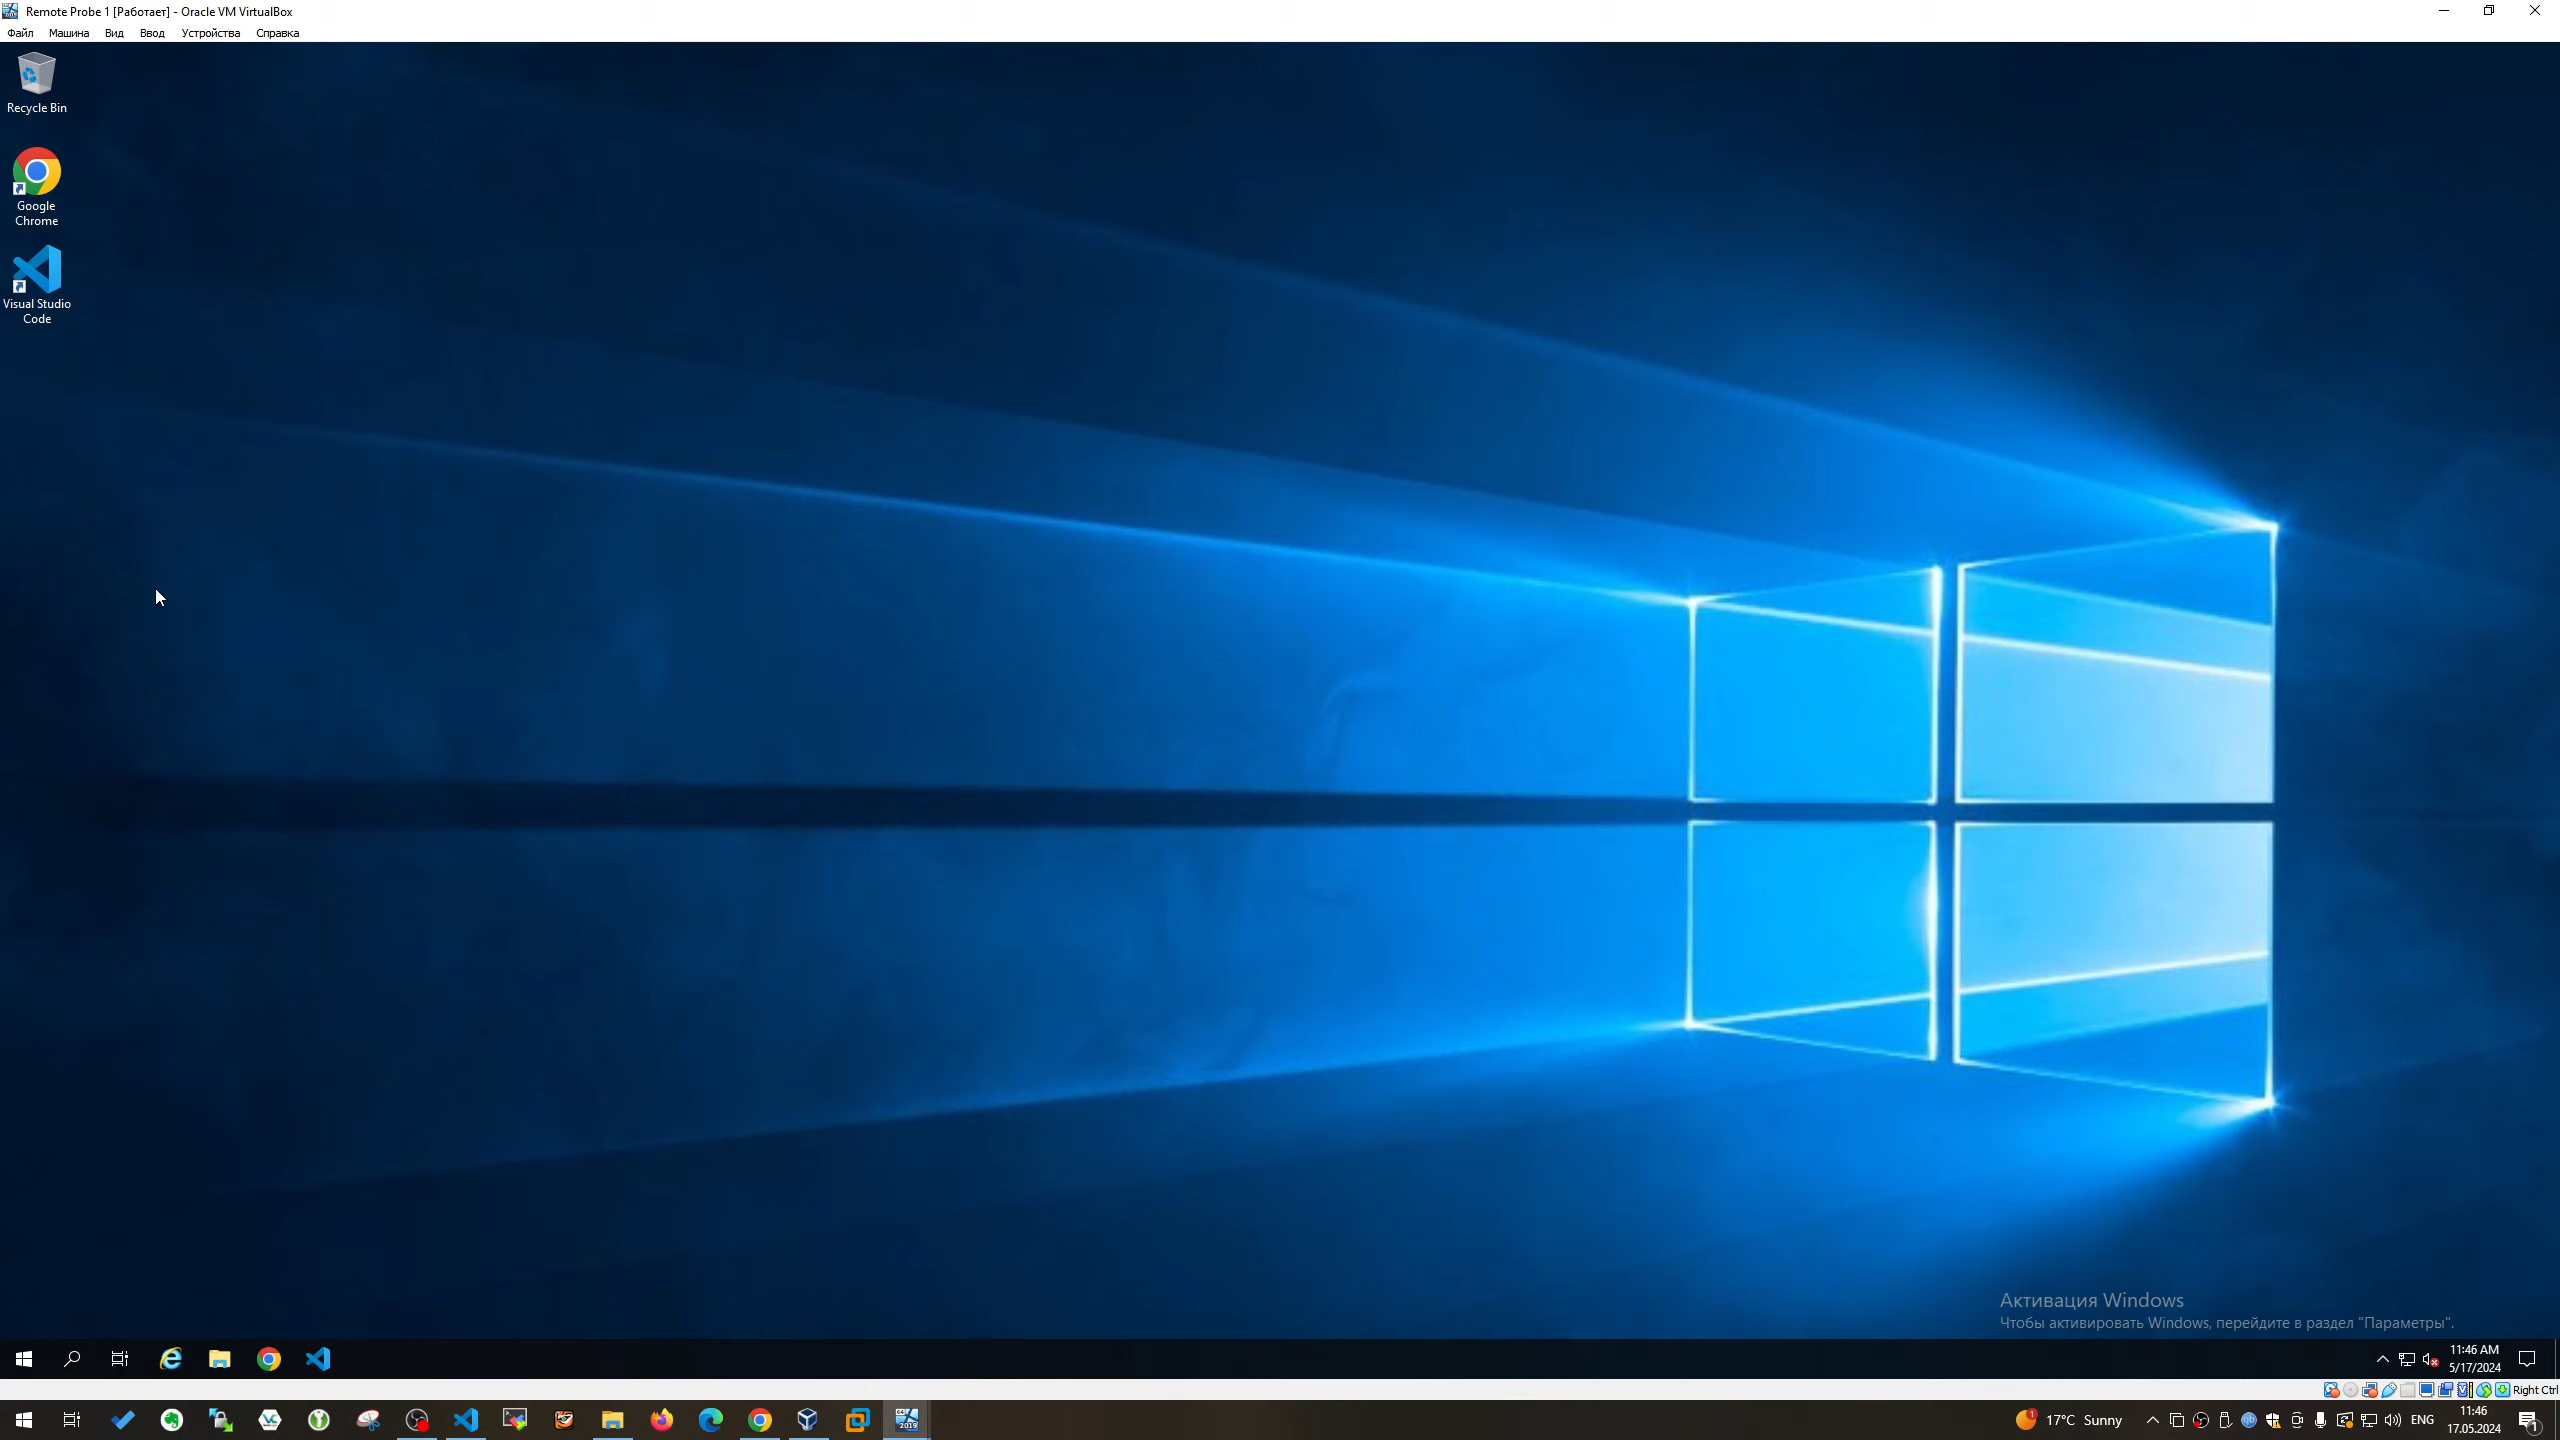 Remote Probe 1 [Работает] - Oracle VM VirtualBox
Файл Машина Вид Ввод Устройства Справка
Recycle Bin
Google
Chrome
Visual Studio
Code
Активация Windows
Чтобы активировать Windows, перейдите в раздел "Параметры".
11:46 AM
5/17/2024
Right Ctrl
17°C Sunny
ENG
11:46
17.05.2024